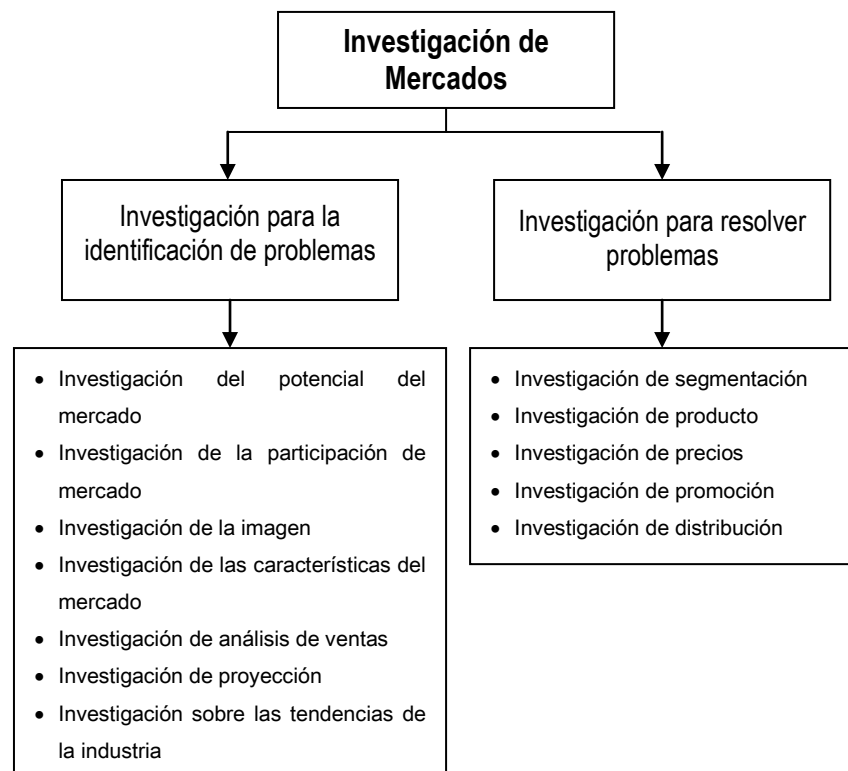 Investigación de
Mercados
Investigación para la
identificación de problemas
Investigación para resolver
problemas
• Investigación del potencial del
mercado
• Investigación de la participación de
mercado
• Investigación de la imagen
• Investigación de las características del
mercado
• Investigación de análisis de ventas
• Investigación de proyección
• Investigación sobre las tendencias de
la industria
• Investigación de segmentación
• Investigación de producto
• Investigación de precios
• Investigación de promoción
• Investigación de distribución